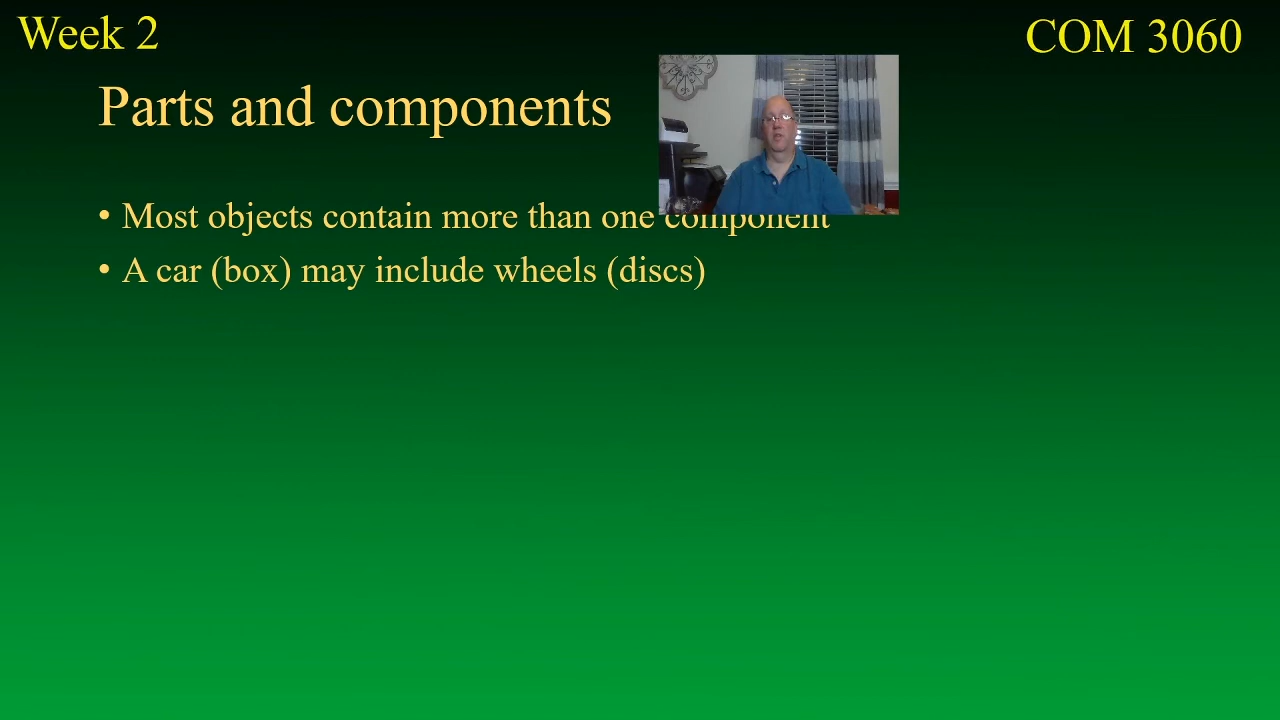 Week 2
COM 3060
Parts and components
• Most objects contain more than one component
• A car (box) may include wheels (discs)